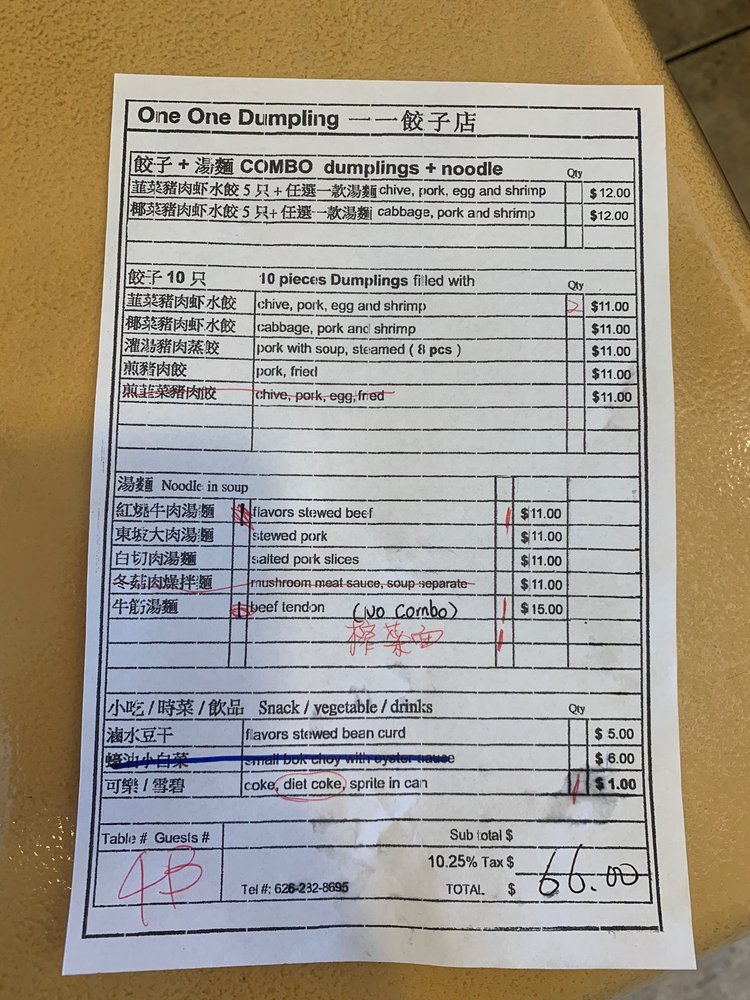 One One Dumpling 一一餃子店
餃子 + 湯麵 COMBO dumplings + noodle Qty
韮菜豬肉虾水餃 5 只 + 任選一款湯麵 chive, pork, egg and shrimp $12.00
椰菜豬肉虾水餃 5 只+ 任選一款湯麵 cabbage, pork and shrimp $12.00
餃子 10 只 10 pieces Dumplings filled with Qty
韮菜豬肉虾水餃 chive, pork, egg and shrimp 2 $11.00
椰菜豬肉虾水餃 cabbage, pork and shrimp $11.00
灌湯豬肉蒸餃 pork with soup, steamed ( 8 pcs ) $11.00
煎豬肉餃 pork, fried $11.00
煎韮菜豬肉餃 chive, pork, egg,fried $11.00
湯麵 Noodle in soup
紅燒牛肉湯麵 flavors stewed beef 1 $11.00
東坡大肉湯麵 stewed pork $11.00
白切肉湯麵 salted pork slices $11.00
冬菇肉燥拌麵 mushroom meat sauce, soup separate $11.00
牛筋湯麵 1 beef tendon (No Combo) 1 $15.00
榨菜面 1
小吃 / 時菜 / 飲品 Snack / vegetable / drinks Qty
滷水豆干 flavors stewed bean curd $ 5.00
蠔油小白菜 small bok choy with oyster sauce $ 6.00
可樂 / 雪碧 coke, diet coke, sprite in can 1 $ 1.00
Table # Guests # Sub total $
4B 10.25% Tax $
Tel #: 626-232-8695 TOTAL $ 66.00